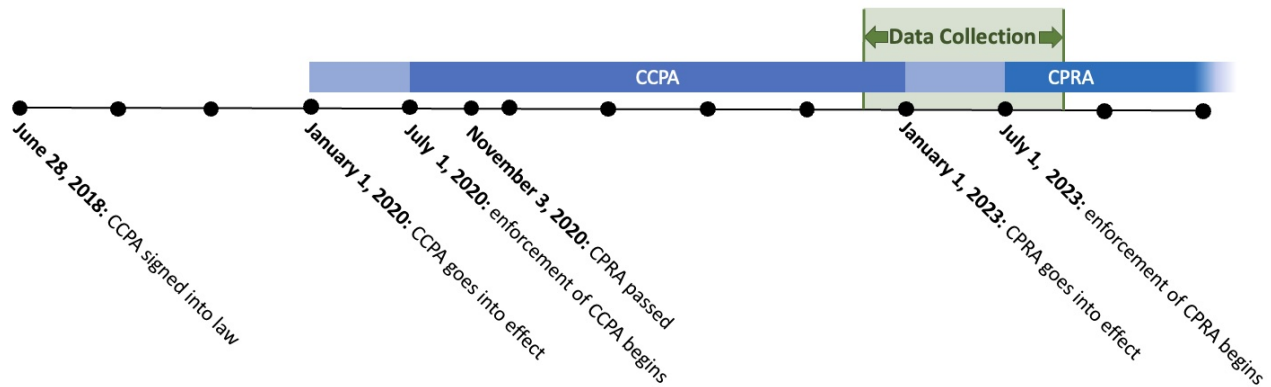 Data Collection
CCPA
CPRA
June 28, 2018: CCPA signed into law
January 1, 2020: CCPA goes into effect
July 1, 2020: enforcement of CCPA begins
November 3, 2020: CPRA passed
January 1, 2023: CPRA goes into effect
July 1, 2023: enforcement of CPRA begins